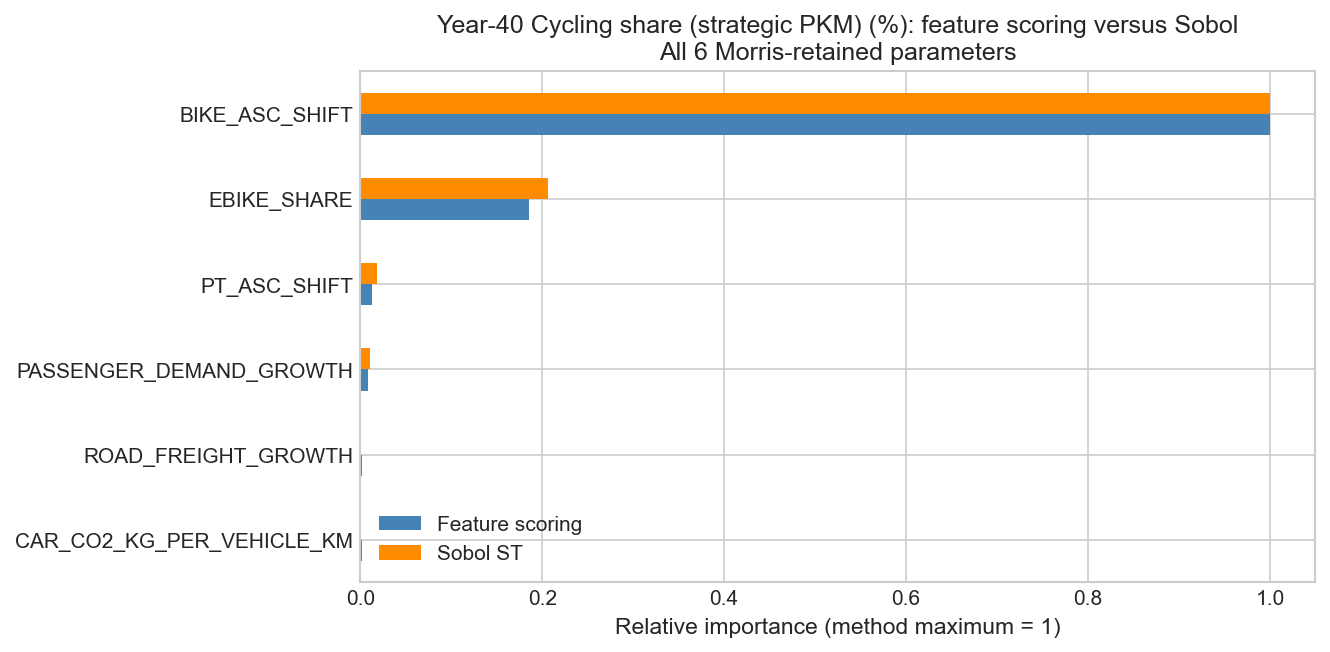 Year-40 Cycling share (strategic PKM) (%): feature scoring versus Sobol
All 6 Morris-retained parameters
BIKE_ASC_SHIFT
EBIKE_SHARE
PT_ASC_SHIFT
PASSENGER_DEMAND_GROWTH
ROAD_FREIGHT_GROWTH
CAR_CO2_KG_PER_VEHICLE_KM
Feature scoring
Sobol ST
0.0 0.2 0.4 0.6 0.8 1.0
Relative importance (method maximum = 1)